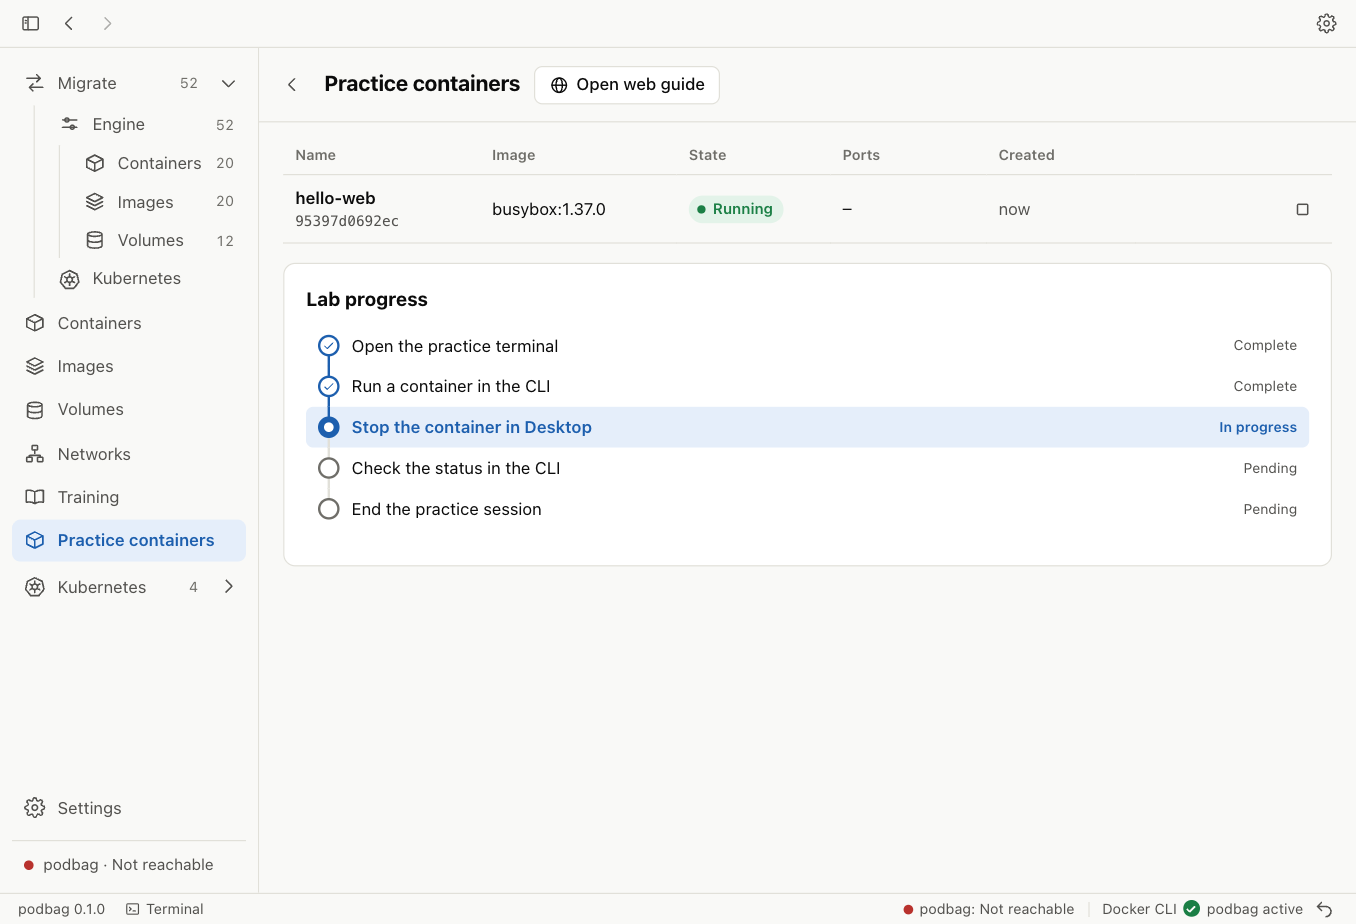 Migrate 52
Engine 52
Containers 20
Images 20
Volumes 12
Kubernetes
Containers
Images
Volumes
Networks
Training
Practice containers
Kubernetes 4
Settings
podbag · Not reachable
Practice containers
Open web guide
Name Image State Ports Created
hello-web
95397d0692ec
busybox:1.37.0 Running – now
Lab progress
Open the practice terminal Complete
Run a container in the CLI Complete
Stop the container in Desktop In progress
Check the status in the CLI Pending
End the practice session Pending
podbag 0.1.0 Terminal podbag: Not reachable Docker CLI podbag active